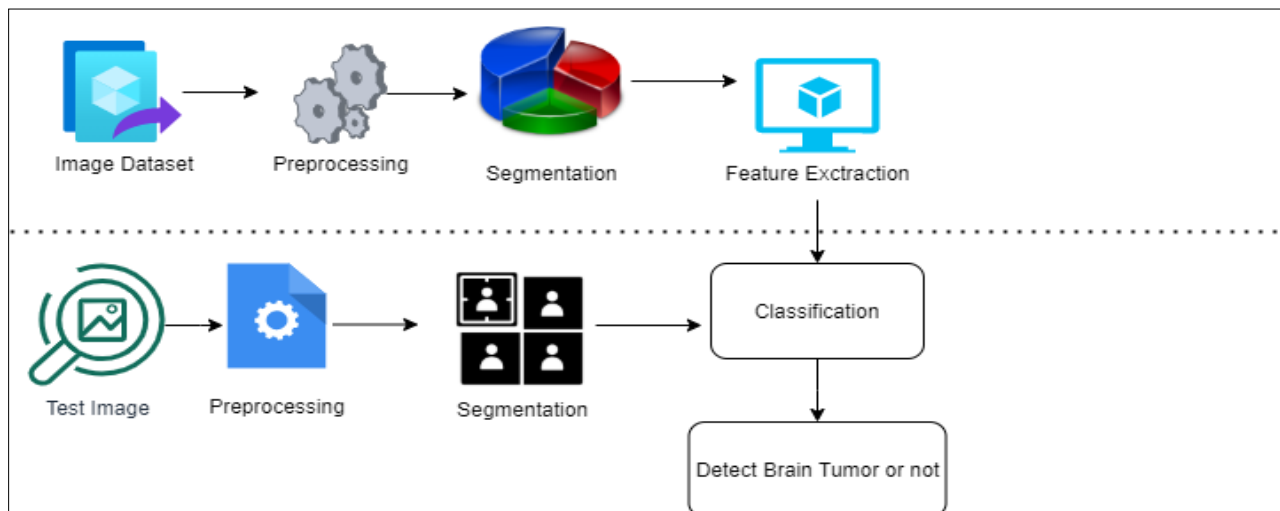 Image Dataset
Preprocessing
Segmentation
Feature Exctraction
Test Image
Preprocessing
Segmentation
Classification
Detect Brain Tumor or not